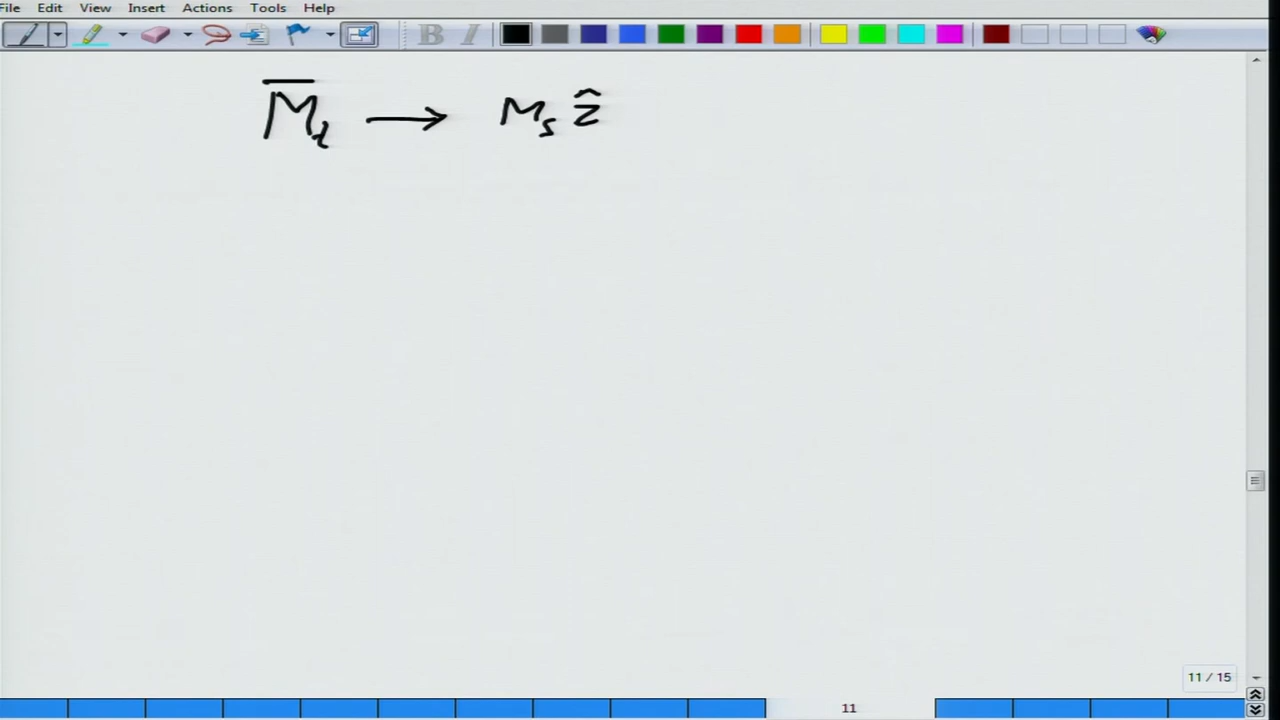 File Edit View Insert Actions Tools Help
B I
M̅_t → M_s ẑ
11 / 15
11